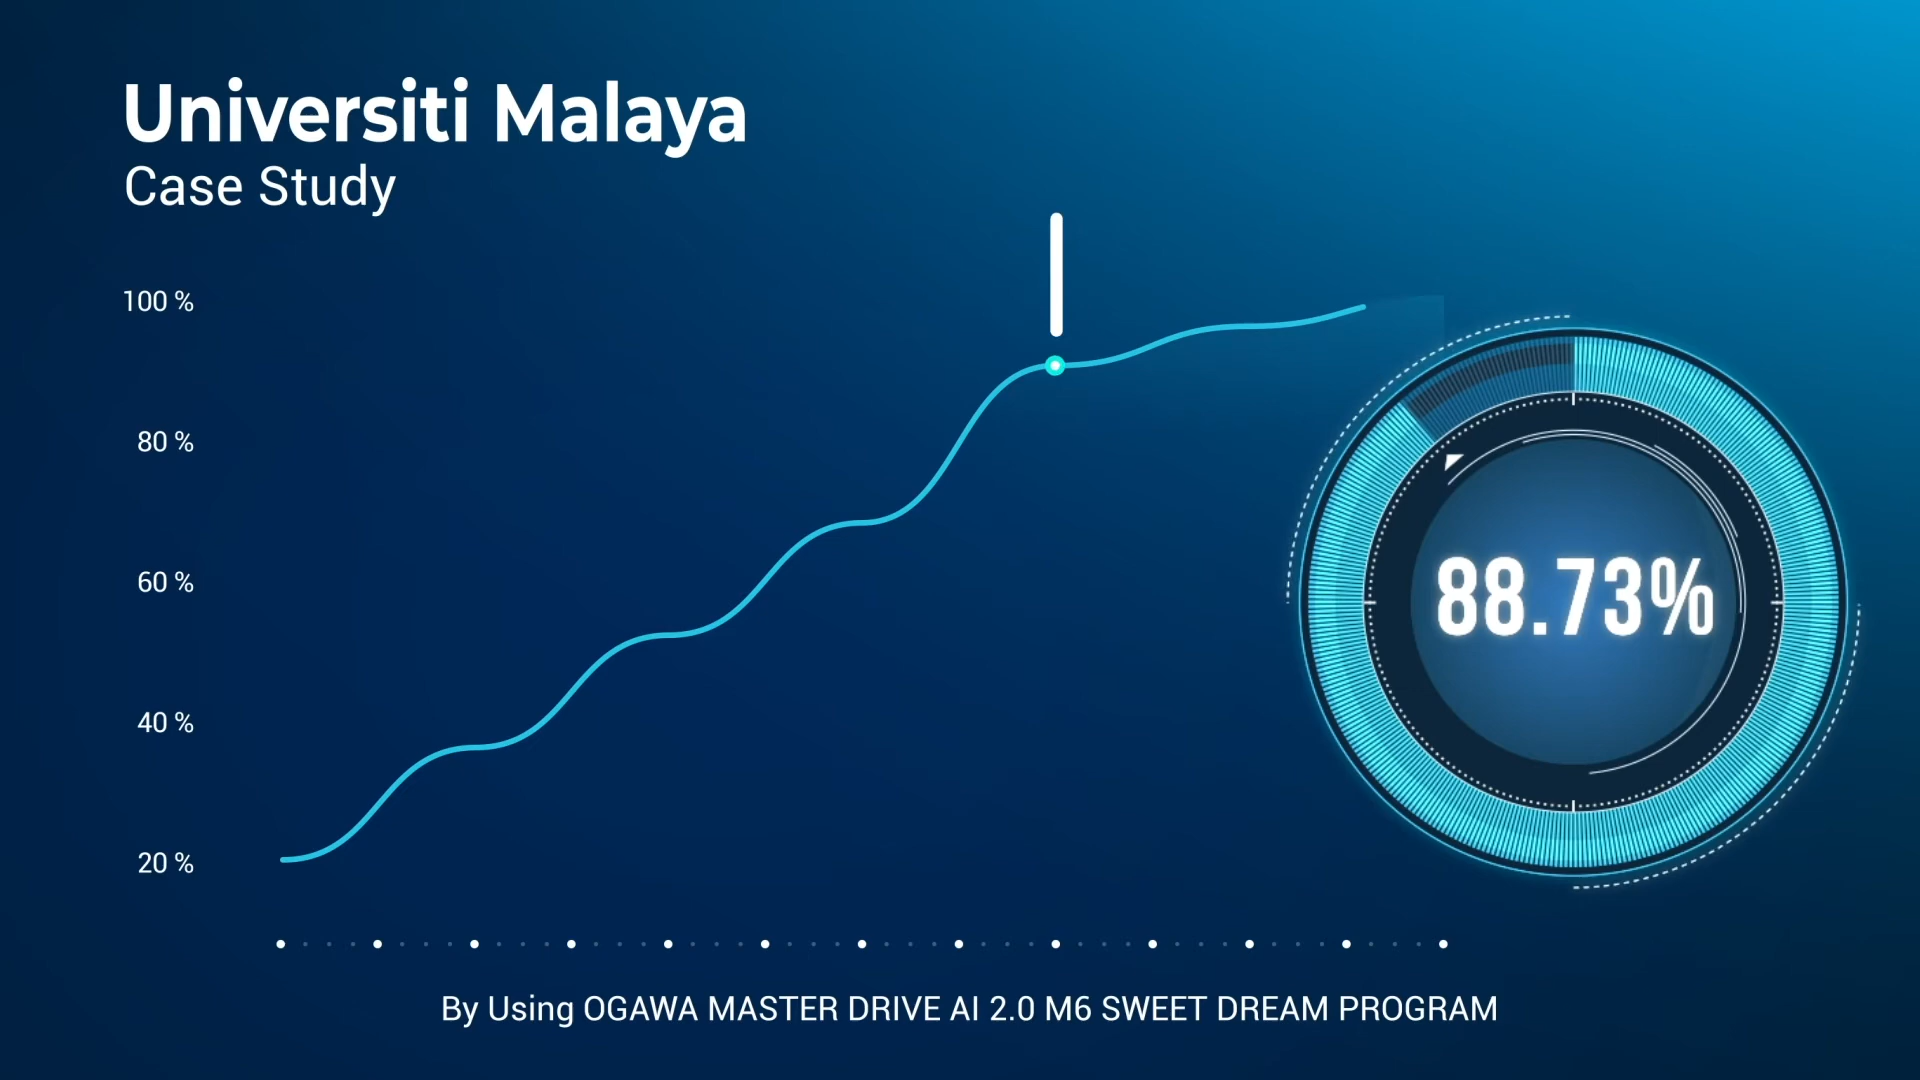 Universiti Malaya
Case Study
100 %
80 %
60 %
40 %
20 %
88.73%
By Using OGAWA MASTER DRIVE AI 2.0 M6 SWEET DREAM PROGRAM